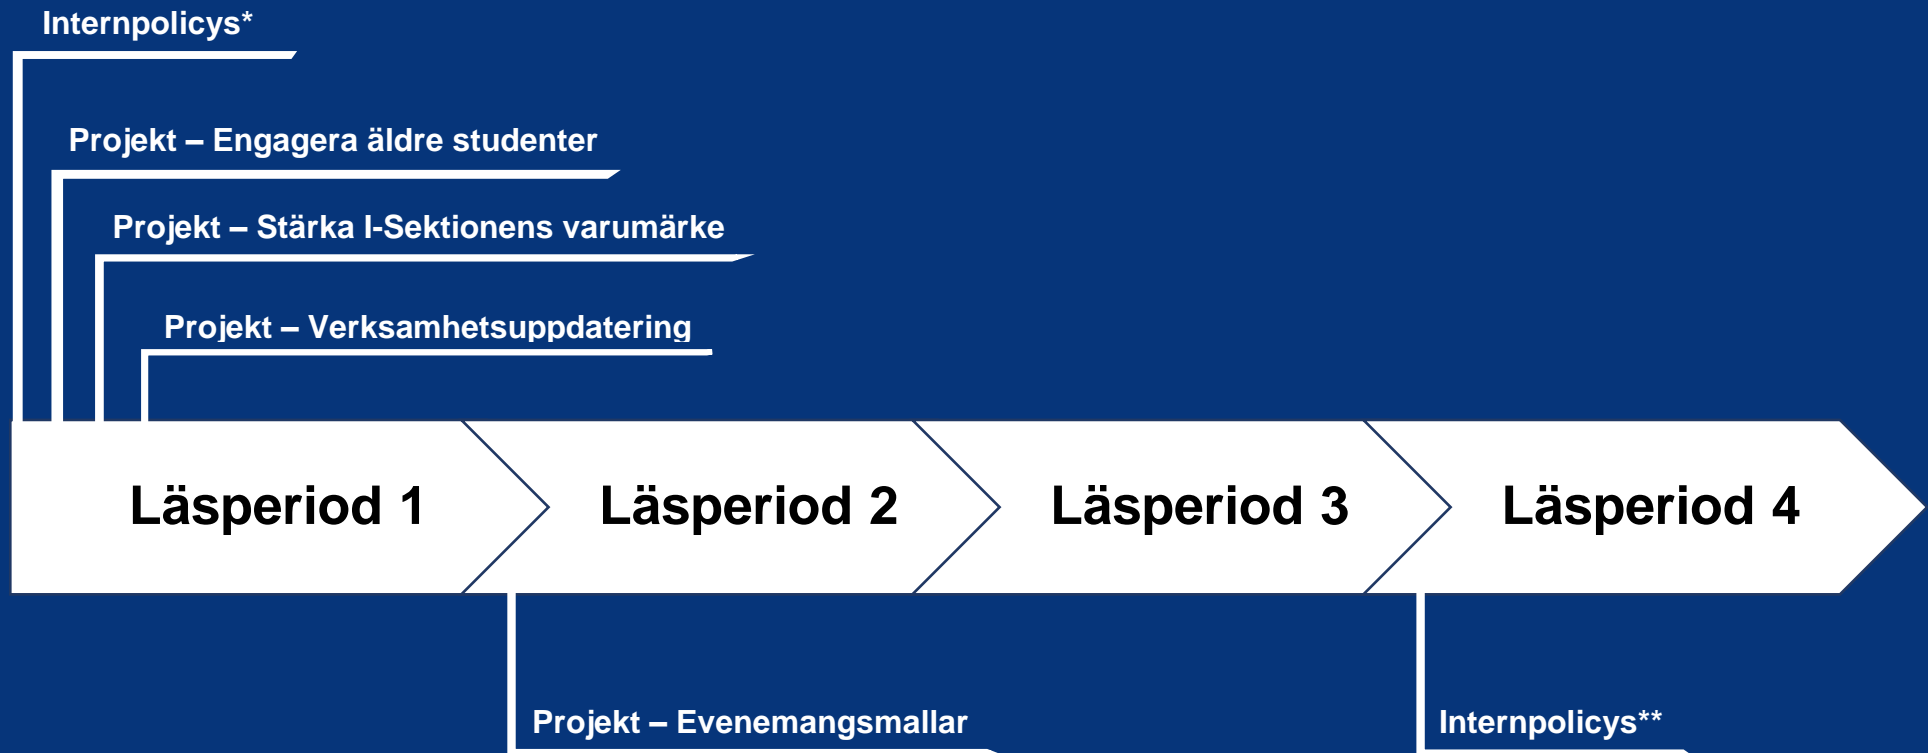 Internpolicys*
Projekt – Engagera äldre studenter
Projekt – Stärka I-Sektionens varumärke
Projekt – Verksamhetsuppdatering
Läsperiod 1
Läsperiod 2
Läsperiod 3
Läsperiod 4
Projekt – Evenemangsmallar
Internpolicys**